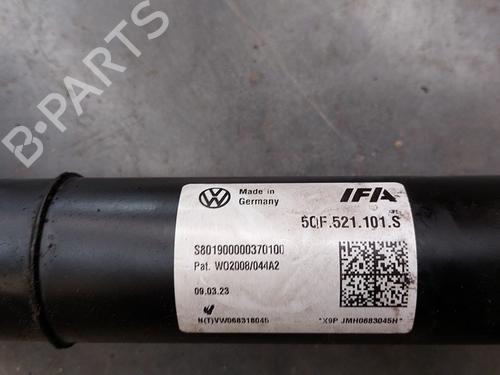 B-PARTS
Made in
Germany
IFA
5QF.521.101.S
S801900000370100
Pat. WO2008/044A2
09.03.23
N(T)VW068318045
*X9P JMH0683045H*